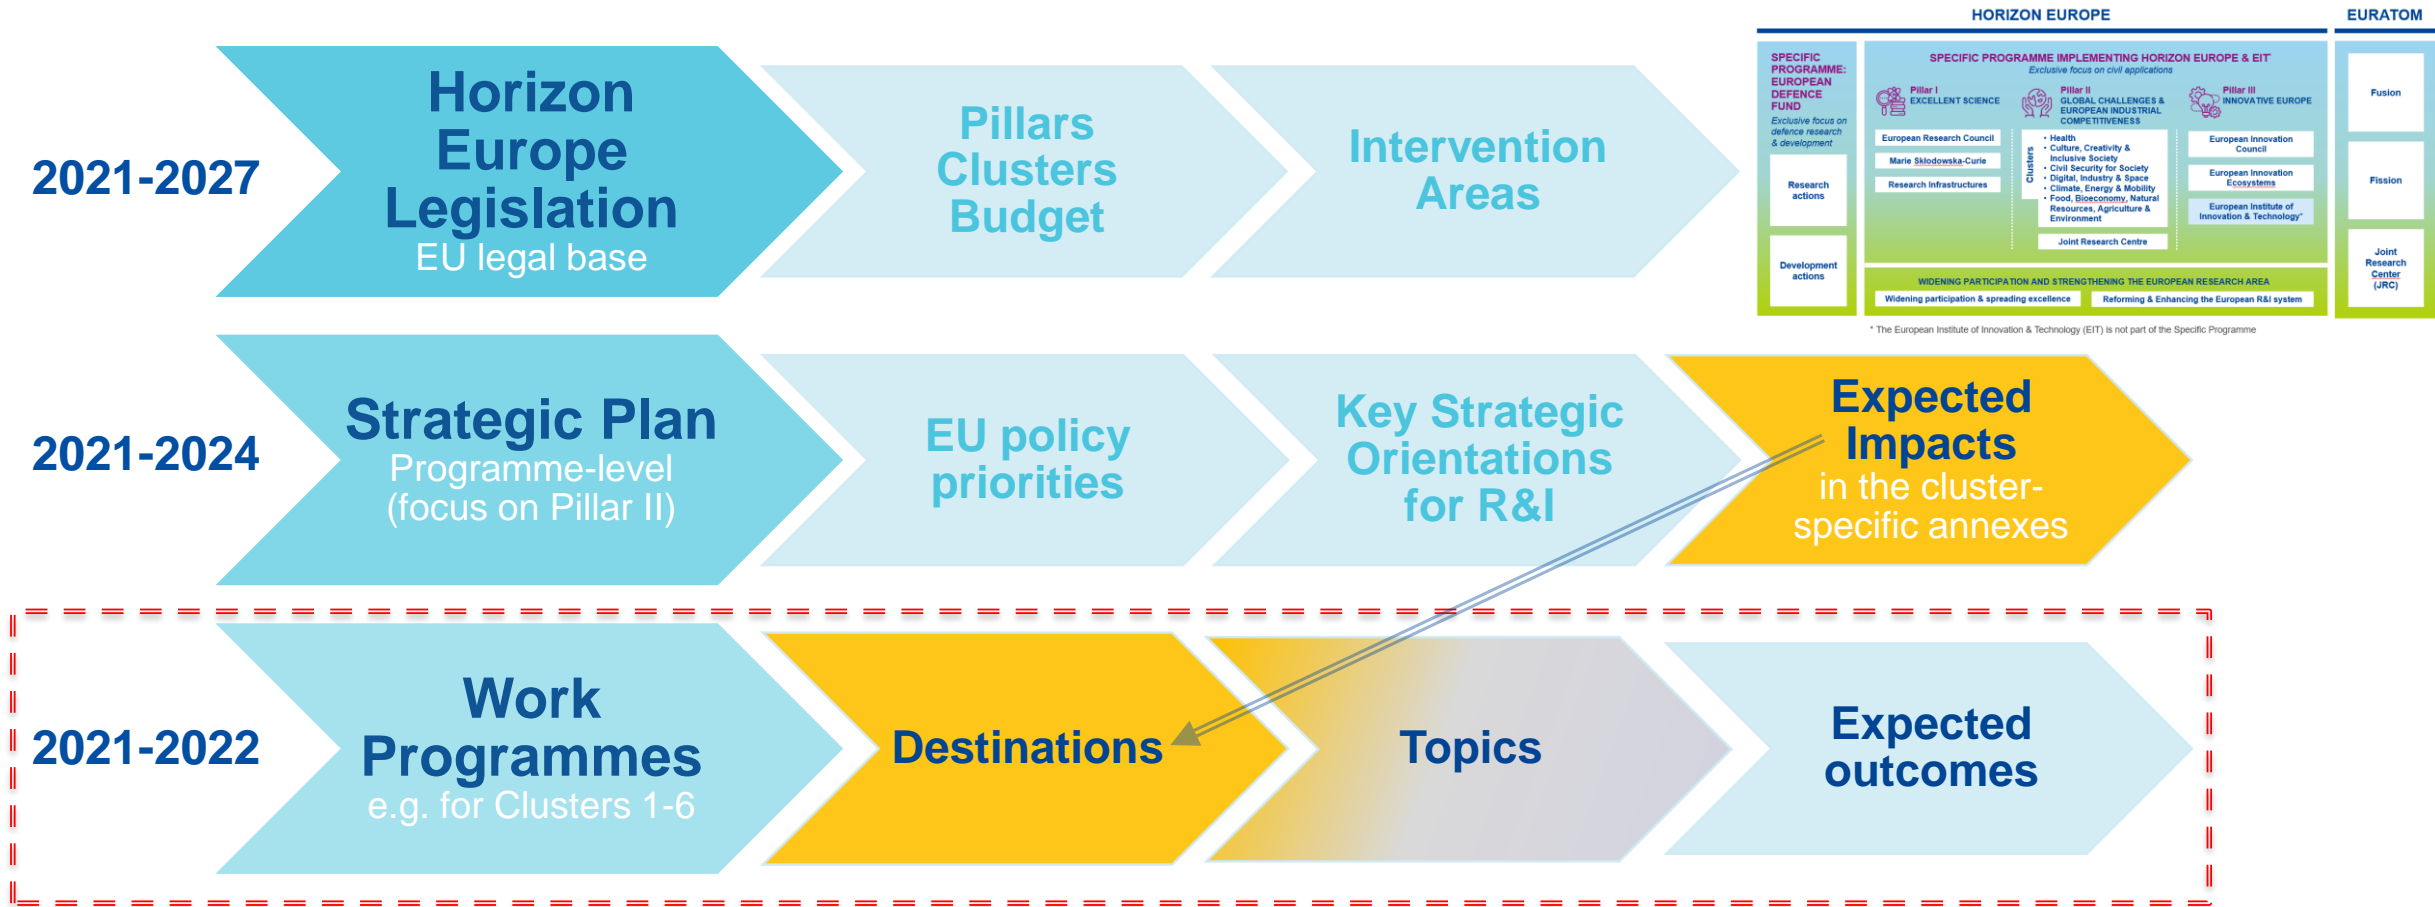 2021-2027
Horizon
Europe
Legislation
EU legal base
Pillars
Clusters
Budget
Intervention
Areas
HORIZON EUROPE
EURATOM
SPECIFIC
PROGRAMME:
EUROPEAN
DEFENCE
FUND
Exclusive focus on
defence research
& development
Research
actions
Development
actions
SPECIFIC PROGRAMME IMPLEMENTING HORIZON EUROPE & EIT*
Exclusive focus on civil applications
Pillar I
EXCELLENT SCIENCE
European Research Council
Marie Skłodowska-Curie
Research Infrastructures
Pillar II
GLOBAL CHALLENGES &
EUROPEAN INDUSTRIAL
COMPETITIVENESS
Clusters
• Health
• Culture, Creativity &
Inclusive Society
• Civil Security for Society
• Digital, Industry & Space
• Climate, Energy & Mobility
• Food, Bioeconomy, Natural
Resources, Agriculture &
Environment
Joint Research Centre
Pillar III
INNOVATIVE EUROPE
European Innovation
Council
European Innovation
Ecosystems
European Institute of
Innovation & Technology*
WIDENING PARTICIPATION AND STRENGTHENING THE EUROPEAN RESEARCH AREA
Widening participation & spreading excellence
Reforming & Enhancing the European R&I system
Fusion
Fission
Joint
Research
Center
(JRC)
* The European Institute of Innovation & Technology (EIT) is not part of the Specific Programme
2021-2024
Strategic Plan
Programme-level
(focus on Pillar II)
EU policy
priorities
Key Strategic
Orientations
for R&I
Expected
Impacts
in the cluster-
specific annexes
2021-2022
Work
Programmes
e.g. for Clusters 1-6
Destinations
Topics
Expected
outcomes